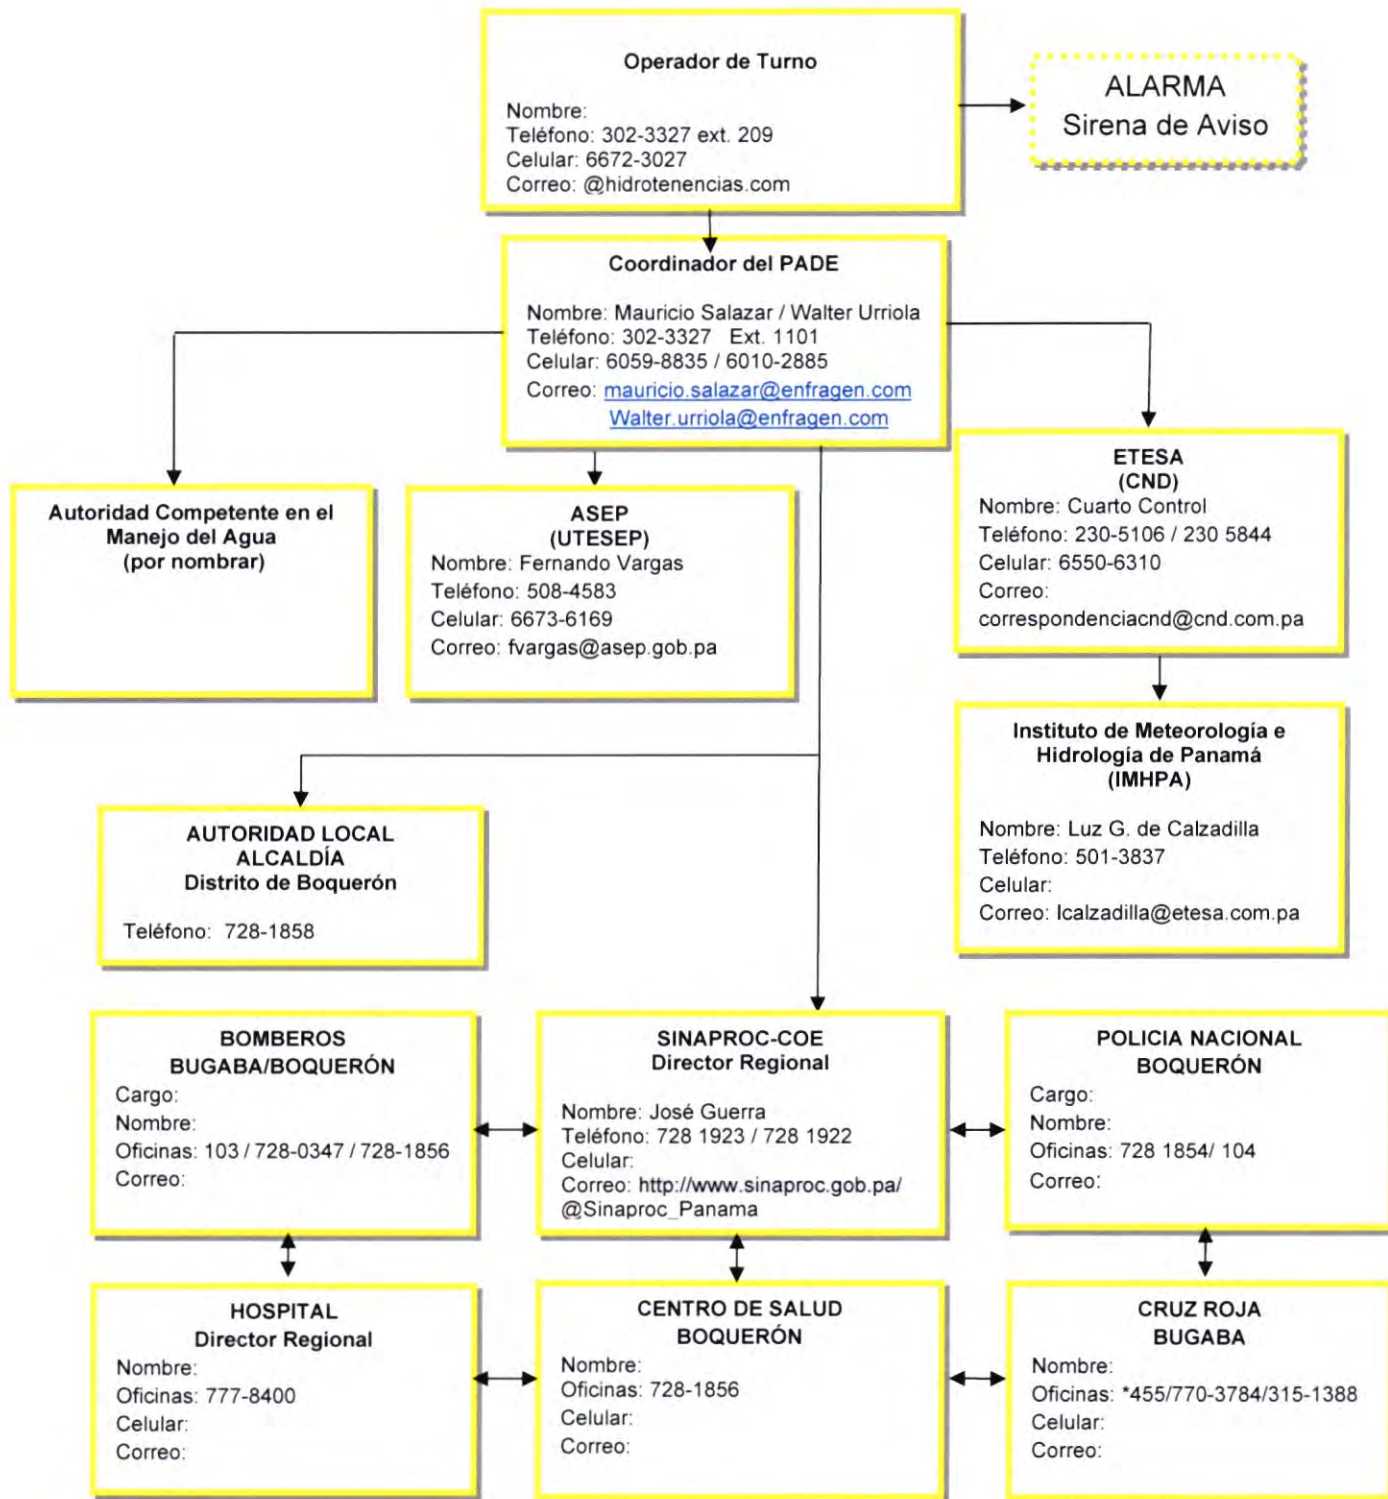 Operador de Turno
Nombre:
Teléfono: 302-3327 ext. 209
Celular: 6672-3027
Correo: @hidrotenencias.com
ALARMA
Sirena de Aviso
Coordinador del PADE
Nombre: Mauricio Salazar / Walter Urriola
Teléfono: 302-3327 Ext. 1101
Celular: 6059-8835 / 6010-2885
Correo: mauricio.salazar@enfragen.com
Walter.urriola@enfragen.com
Autoridad Competente en el
Manejo del Agua
(por nombrar)
ASEP
(UTESEP)
Nombre: Fernando Vargas
Teléfono: 508-4583
Celular: 6673-6169
Correo: fvargas@asep.gob.pa
ETESA
(CND)
Nombre: Cuarto Control
Teléfono: 230-5106 / 230 5844
Celular: 6550-6310
Correo:
correspondenciacnd@cnd.com.pa
Instituto de Meteorología e
Hidrología de Panamá
(IMHPA)
Nombre: Luz G. de Calzadilla
Teléfono: 501-3837
Celular:
Correo: lcalzadilla@etesa.com.pa
AUTORIDAD LOCAL
ALCALDÍA
Distrito de Boquerón
Teléfono: 728-1858
BOMBEROS
BUGABA/BOQUERÓN
Cargo:
Nombre:
Oficinas: 103 / 728-0347 / 728-1856
Correo:
SINAPROC-COE
Director Regional
Nombre: José Guerra
Teléfono: 728 1923 / 728 1922
Celular:
Correo: http://www.sinaproc.gob.pa/
@Sinaproc_Panama
POLICIA NACIONAL
BOQUERÓN
Cargo:
Nombre:
Oficinas: 728 1854/ 104
Correo:
HOSPITAL
Director Regional
Nombre:
Oficinas: 777-8400
Celular:
Correo:
CENTRO DE SALUD
BOQUERÓN
Nombre:
Oficinas: 728-1856
Celular:
Correo:
CRUZ ROJA
BUGABA
Nombre:
Oficinas: *455/770-3784/315-1388
Celular:
Correo: